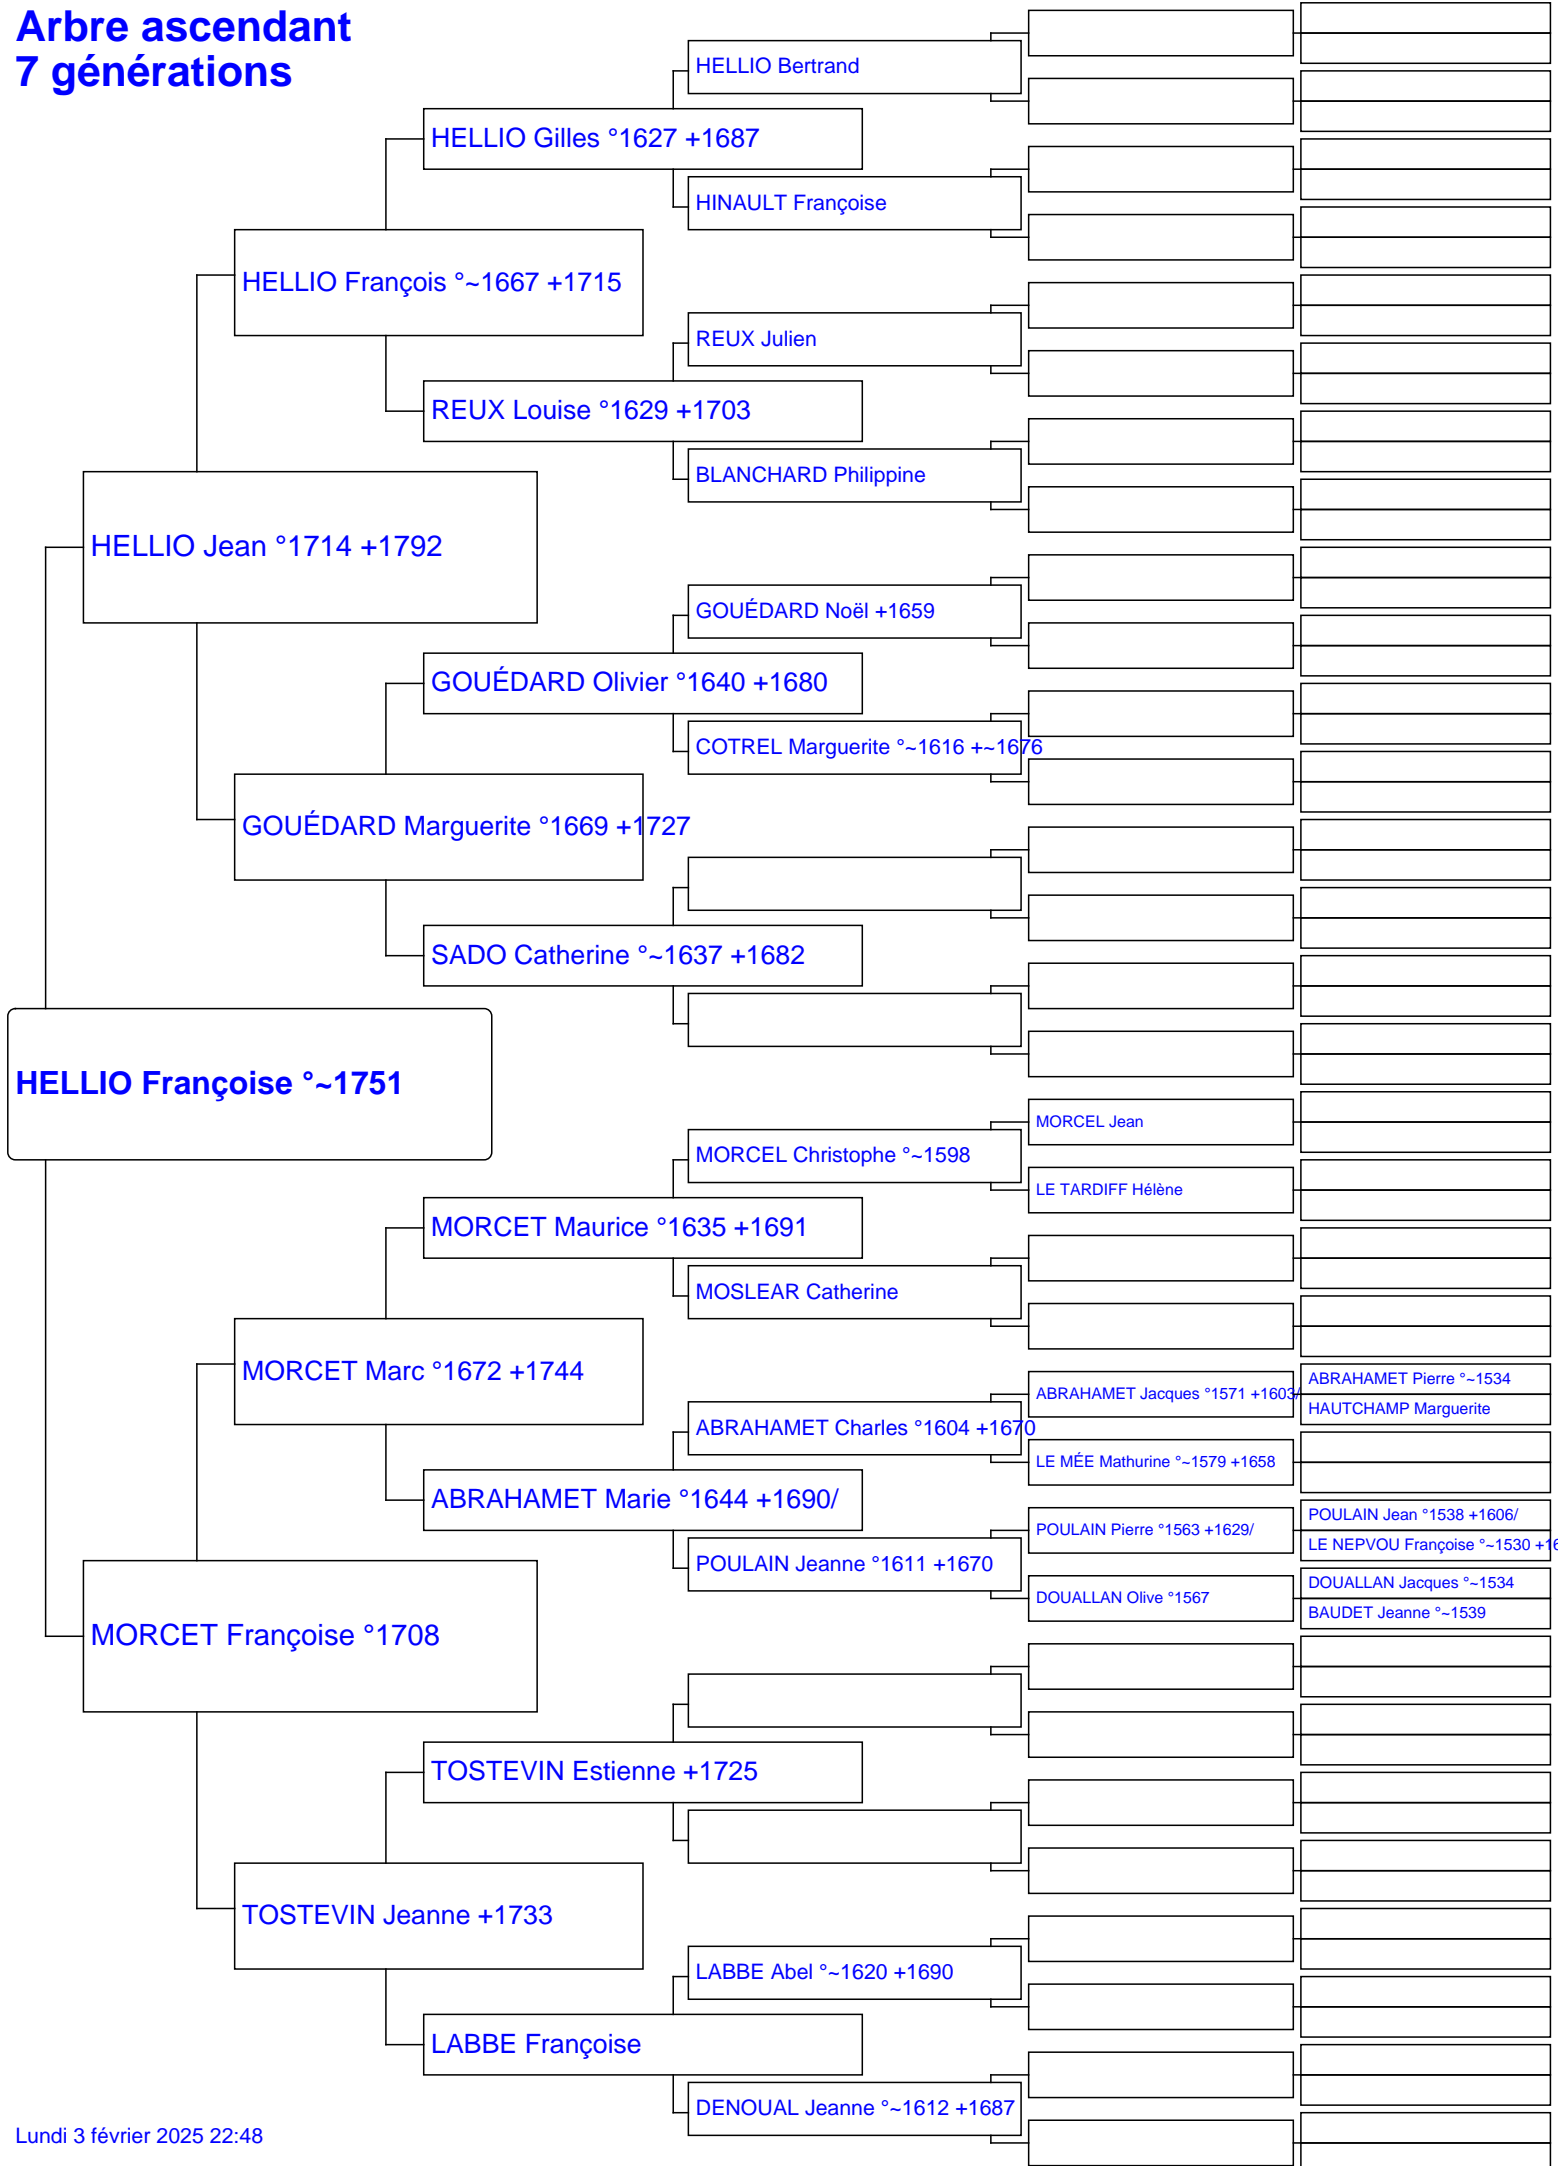 Arbre ascendant
7 générations
HELLIO Bertrand
HELLIO Gilles °1627 +1687
HINAULT Françoise
HELLIO François °~1667 +1715
REUX Julien
REUX Louise °1629 +1703
BLANCHARD Philippine
HELLIO Jean °1714 +1792
GOUÉDARD Noël +1659
GOUÉDARD Olivier °1640 +1680
COTREL Marguerite °~1616 +~1676
GOUÉDARD Marguerite °1669 +1727
SADO Catherine °~1637 +1682
HELLIO Françoise °~1751
MORCEL Jean
MORCEL Christophe °~1598
LE TARDIFF Hélène
MORCET Maurice °1635 +1691
MOSLEAR Catherine
MORCET Marc °1672 +1744
ABRAHAMET Pierre °~1534
ABRAHAMET Jacques °1571 +1603/
HAUTCHAMP Marguerite
ABRAHAMET Charles °1604 +1670
LE MÉE Mathurine °~1579 +1658
ABRAHAMET Marie °1644 +1690/
POULAIN Jean °1538 +1606/
POULAIN Pierre °1563 +1629/
LE NEPVOU Françoise °~1530
POULAIN Jeanne °1611 +1670
DOUALLAN Jacques °~1534
DOUALLAN Olive °1567
BAUDET Jeanne °~1539
MORCET Françoise °1708
TOSTEVIN Estienne +1725
TOSTEVIN Jeanne +1733
LABBE Abel °~1620 +1690
LABBE Françoise
DENOUAL Jeanne °~1612 +1687
Lundi 3 février 2025 22:48